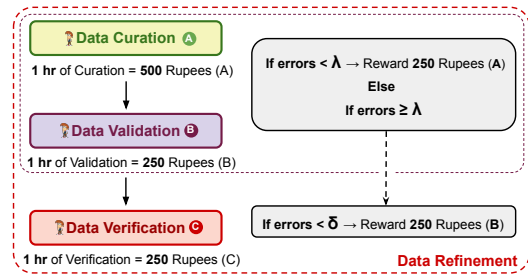 Data Curation A
1 hr of Curation = 500 Rupees (A)
Data Validation B
1 hr of Validation = 250 Rupees (B)
Data Verification C
1 hr of Verification = 250 Rupees (C)
If errors < λ → Reward 250 Rupees (A)
Else
If errors ≥ λ
If errors < δ → Reward 250 Rupees (B)
Data Refinement